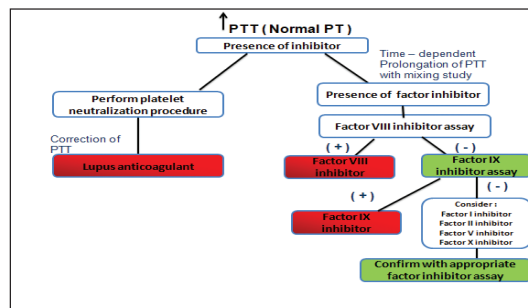 ↑ PTT ( Normal PT )
Presence of inhibitor
Time – dependent
Prolongation of PTT
with mixing study
Perform platelet
neutralization procedure
Presence of factor inhibitor
Factor VIII inhibitor assay
Correction of
PTT
( + )
( - )
Lupus anticoagulant
Factor VIII
inhibitor
Factor IX
inhibitor assay
( + )
( - )
Factor IX
inhibitor
Consider :
Factor I inhibitor
Factor II inhibitor
Factor V inhibitor
Factor X inhibitor
Confirm with appropriate
factor inhibitor assay